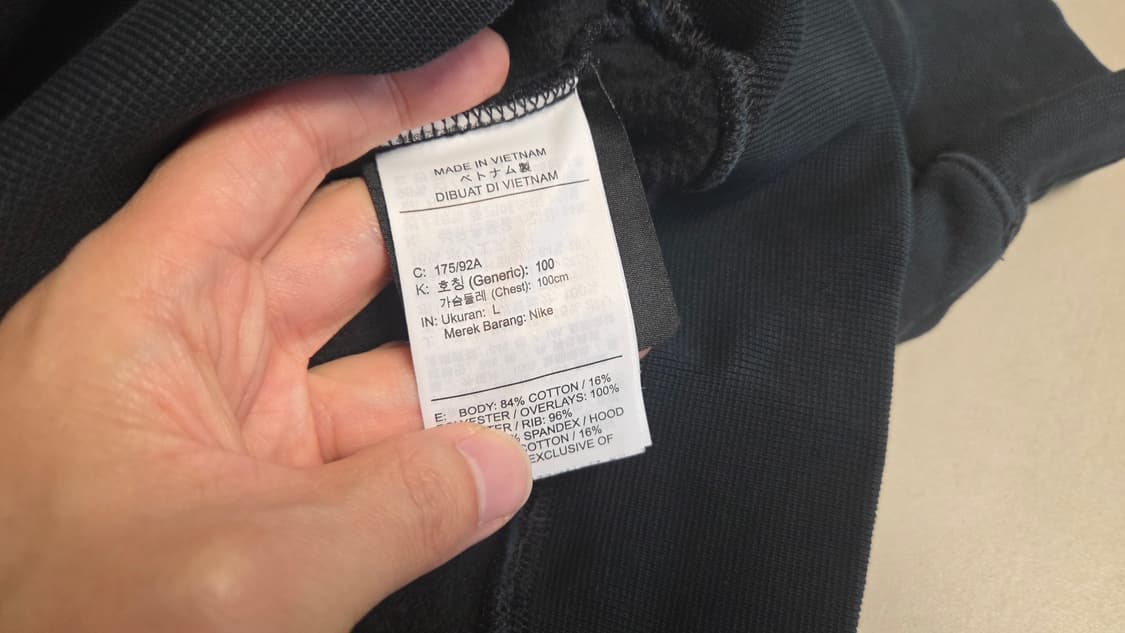 MADE IN VIETNAM
ベトナム製
DIBUAT DI VIETNAM
C: 175/92A
K: 호칭 (Generic): 100
가슴둘레 (Chest): 100cm
IN: Ukuran: L
Merek Barang: Nike
E: BODY: 84% COTTON / 16%
/ OVERLAYS: 100%
/ RIB: 96%
SPANDEX / HOOD
COTTON / 16%
EXCLUSIVE OF